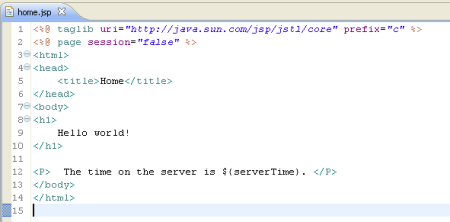 home.jsp
1 <%@ taglib uri="http://java.sun.com/jsp/jstl/core" prefix="c" %>
2 <%@ page session="false" %>
3 <html>
4 <head>
5     <title>Home</title>
6 </head>
7 <body>
8 <h1>
9     Hello world!
10 </h1>
11
12 <P>  The time on the server is $(serverTime). </P>
13 </body>
14 </html>
15